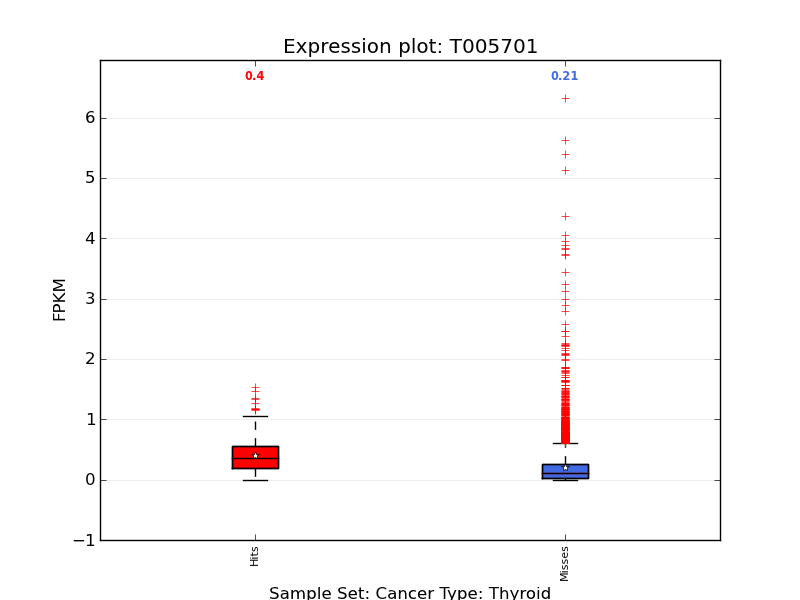 Expression plot: T005701
0.4
0.21
6
5
4
3
2
1
0
−1
FPKM
Hits
Misses
Sample Set: Cancer Type: Thyroid